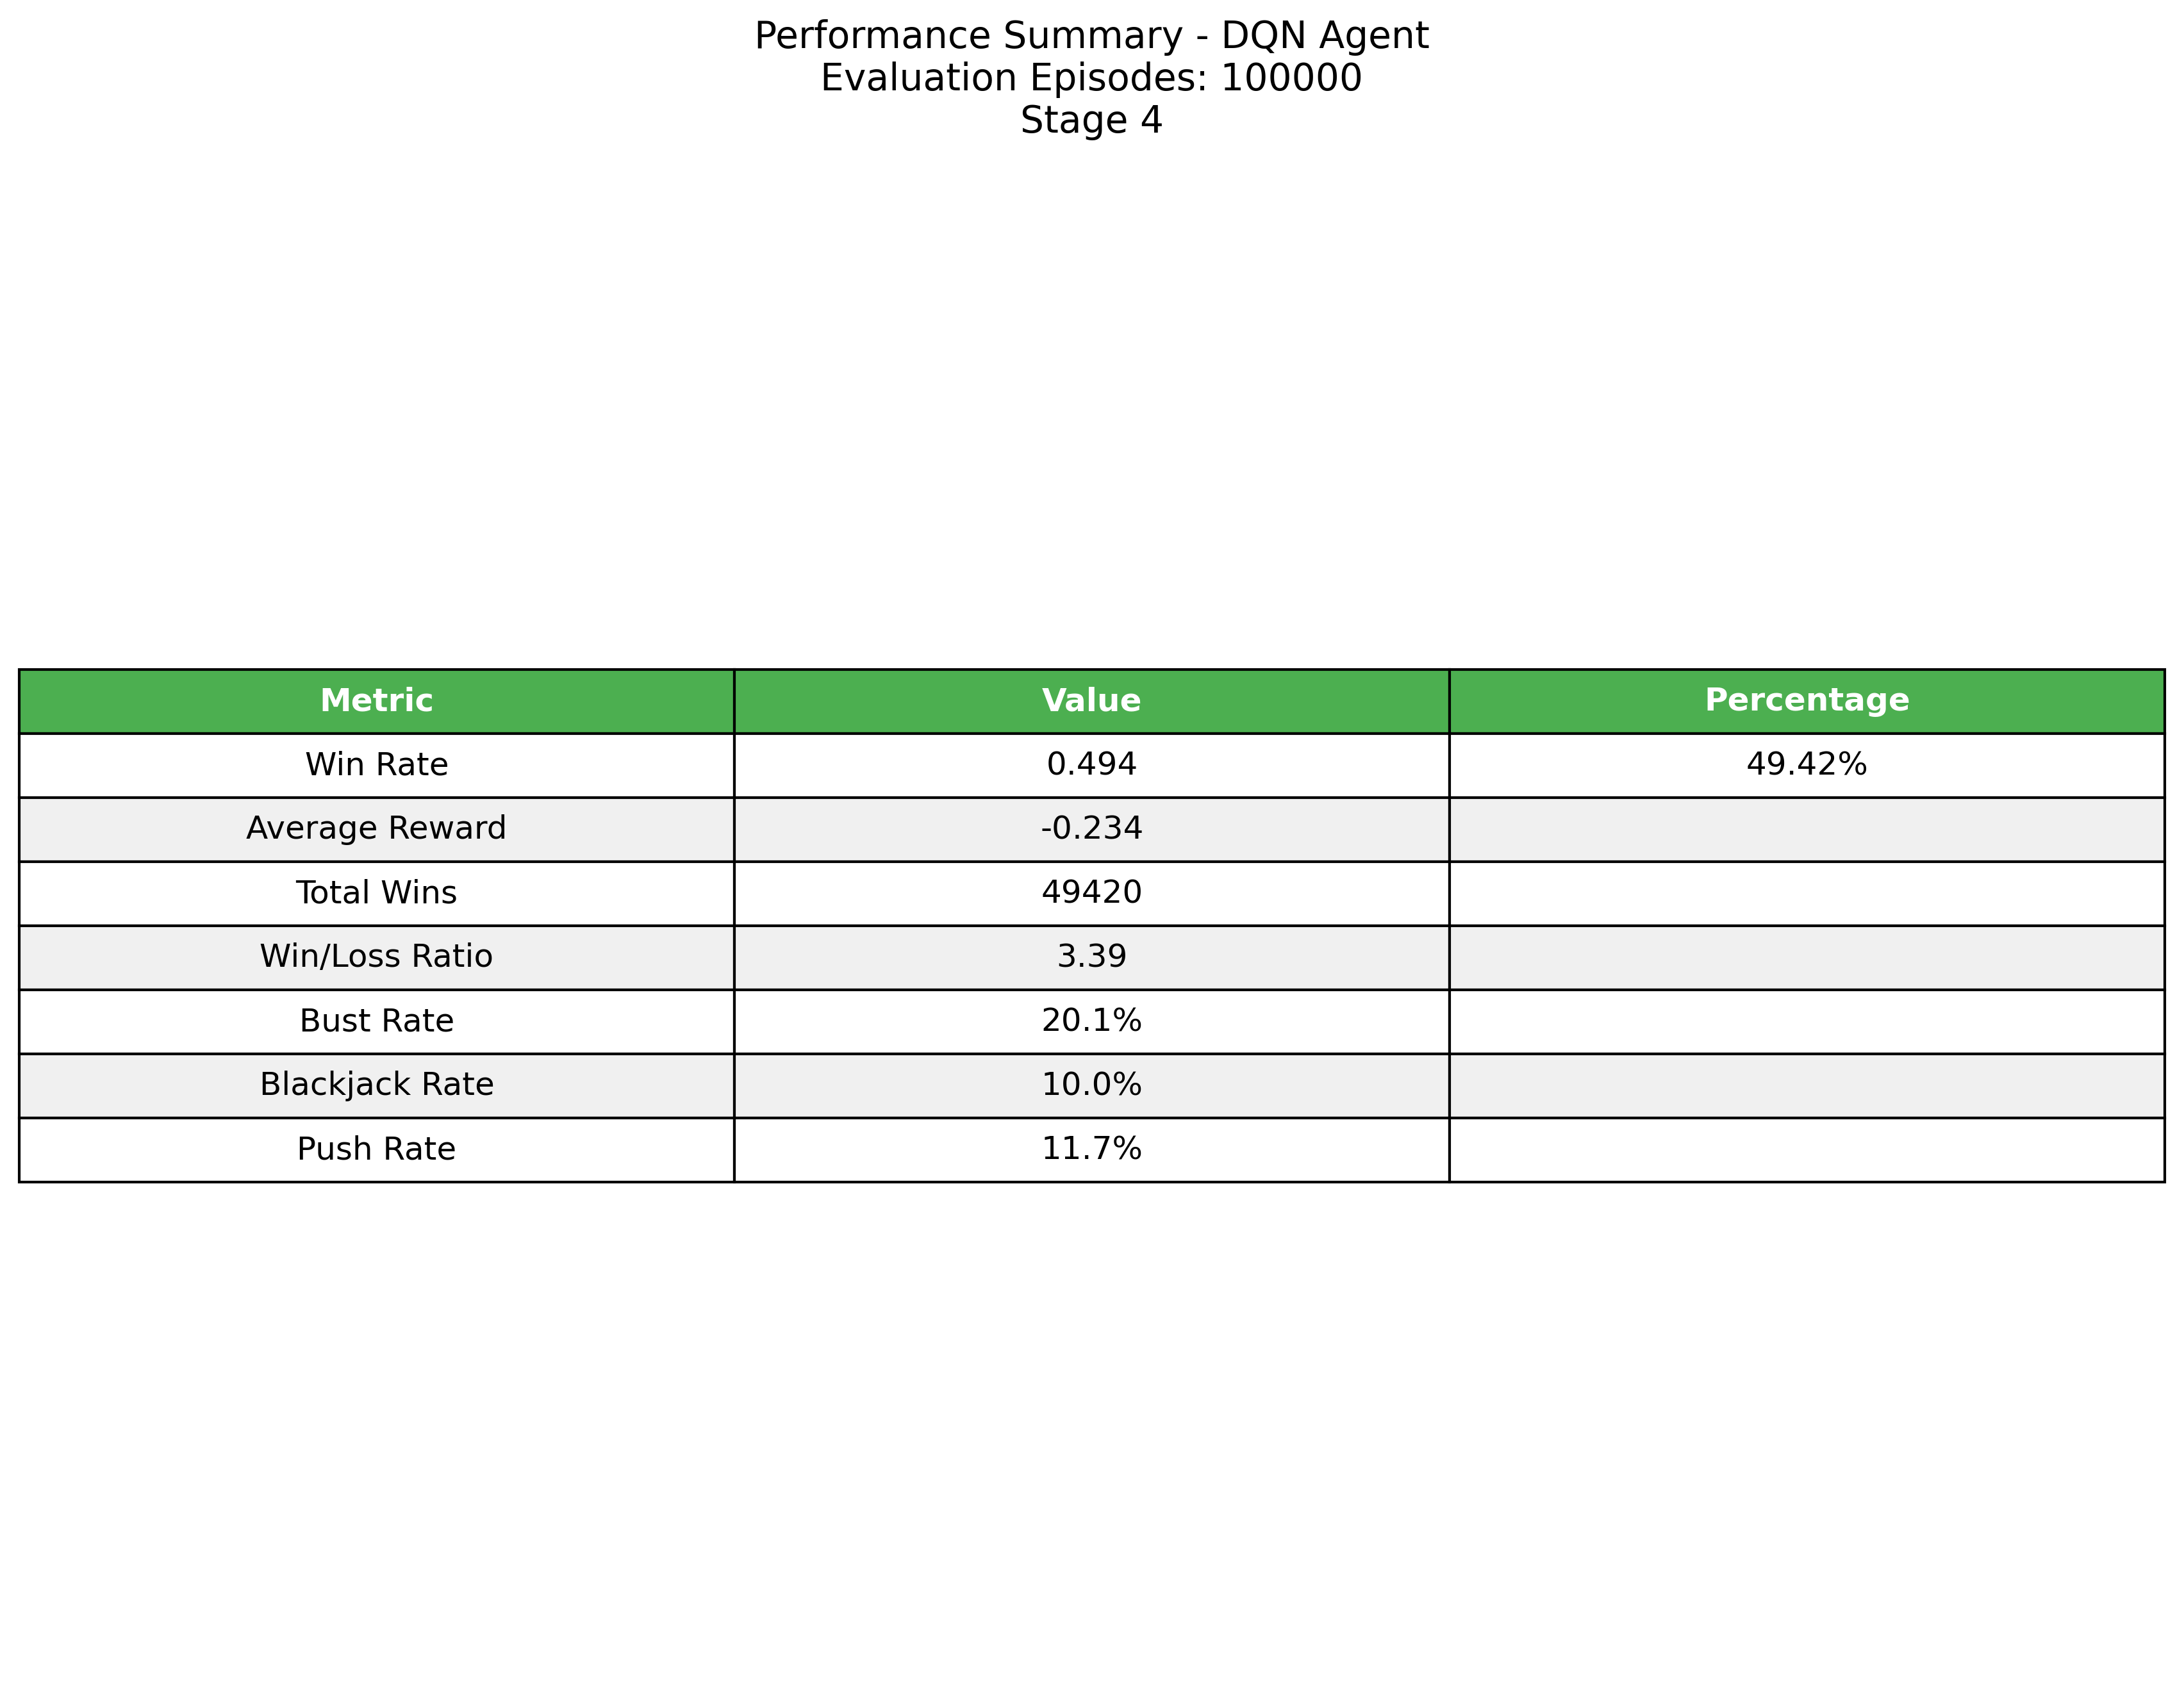 Performance Summary - DQN Agent
Evaluation Episodes: 100000
Stage 4
Metric Value Percentage
Win Rate 0.494 49.42%
Average Reward -0.234
Total Wins 49420
Win/Loss Ratio 3.39
Bust Rate 20.1%
Blackjack Rate 10.0%
Push Rate 11.7%